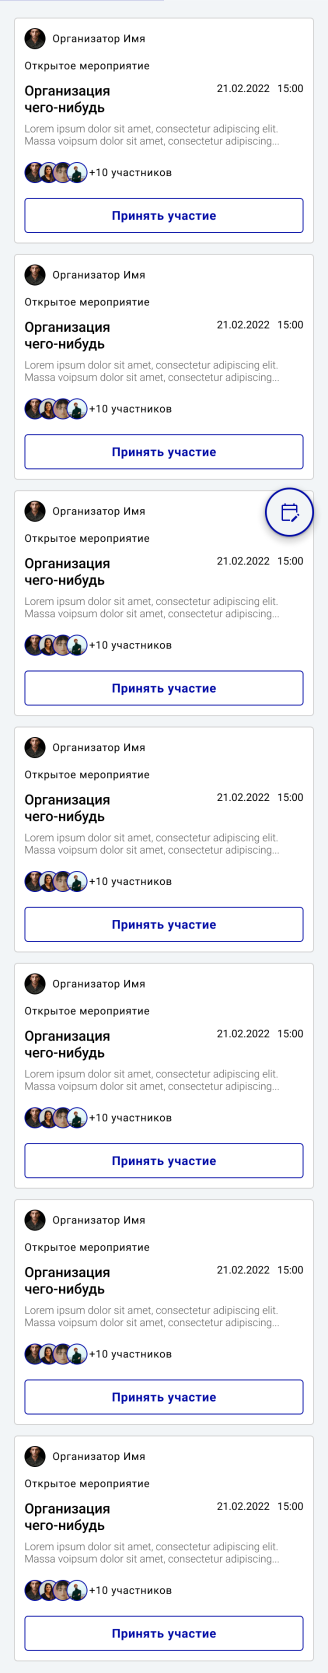 Организатор Имя
Открытое мероприятие
Организация 21.02.2022 15:00
чего-нибудь
Lorem ipsum dolor sit amet, consectetur adipiscing elit.
Massa voipsum dolor sit amet, consectetur adipiscing...
+10 участников
Принять участие
Организатор Имя
Открытое мероприятие
Организация 21.02.2022 15:00
чего-нибудь
Lorem ipsum dolor sit amet, consectetur adipiscing elit.
Massa voipsum dolor sit amet, consectetur adipiscing...
+10 участников
Принять участие
Организатор Имя
Открытое мероприятие
Организация 21.02.2022 15:00
чего-нибудь
Lorem ipsum dolor sit amet, consectetur adipiscing elit.
Massa voipsum dolor sit amet, consectetur adipiscing...
+10 участников
Принять участие
Организатор Имя
Открытое мероприятие
Организация 21.02.2022 15:00
чего-нибудь
Lorem ipsum dolor sit amet, consectetur adipiscing elit.
Massa voipsum dolor sit amet, consectetur adipiscing...
+10 участников
Принять участие
Организатор Имя
Открытое мероприятие
Организация 21.02.2022 15:00
чего-нибудь
Lorem ipsum dolor sit amet, consectetur adipiscing elit.
Massa voipsum dolor sit amet, consectetur adipiscing...
+10 участников
Принять участие
Организатор Имя
Открытое мероприятие
Организация 21.02.2022 15:00
чего-нибудь
Lorem ipsum dolor sit amet, consectetur adipiscing elit.
Massa voipsum dolor sit amet, consectetur adipiscing...
+10 участников
Принять участие
Организатор Имя
Открытое мероприятие
Организация 21.02.2022 15:00
чего-нибудь
Lorem ipsum dolor sit amet, consectetur adipiscing elit.
Massa voipsum dolor sit amet, consectetur adipiscing...
+10 участников
Принять участие